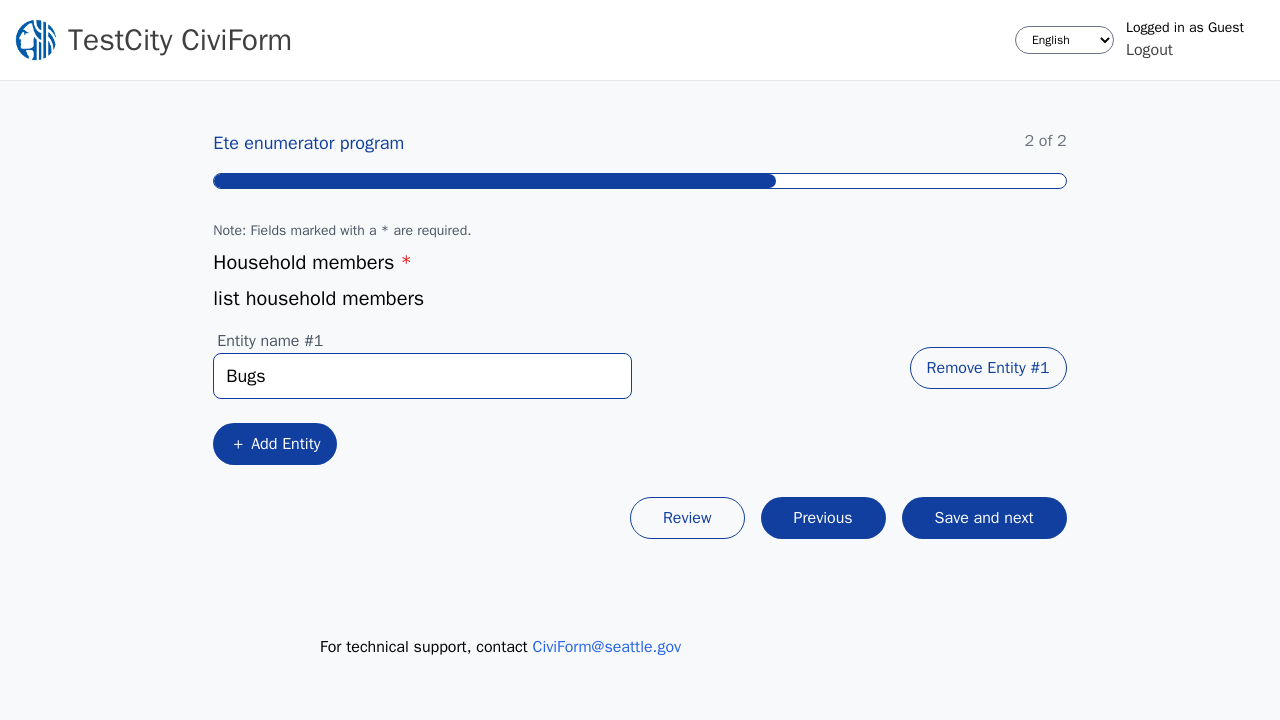 TestCity CiviForm
English
Logged in as Guest
Logout
Ete enumerator program
2 of 2
Note: Fields marked with a * are required.
Household members *
list household members
Entity name #1
Bugs
Remove Entity #1
+ Add Entity
Review
Previous
Save and next
For technical support, contact CiviForm@seattle.gov